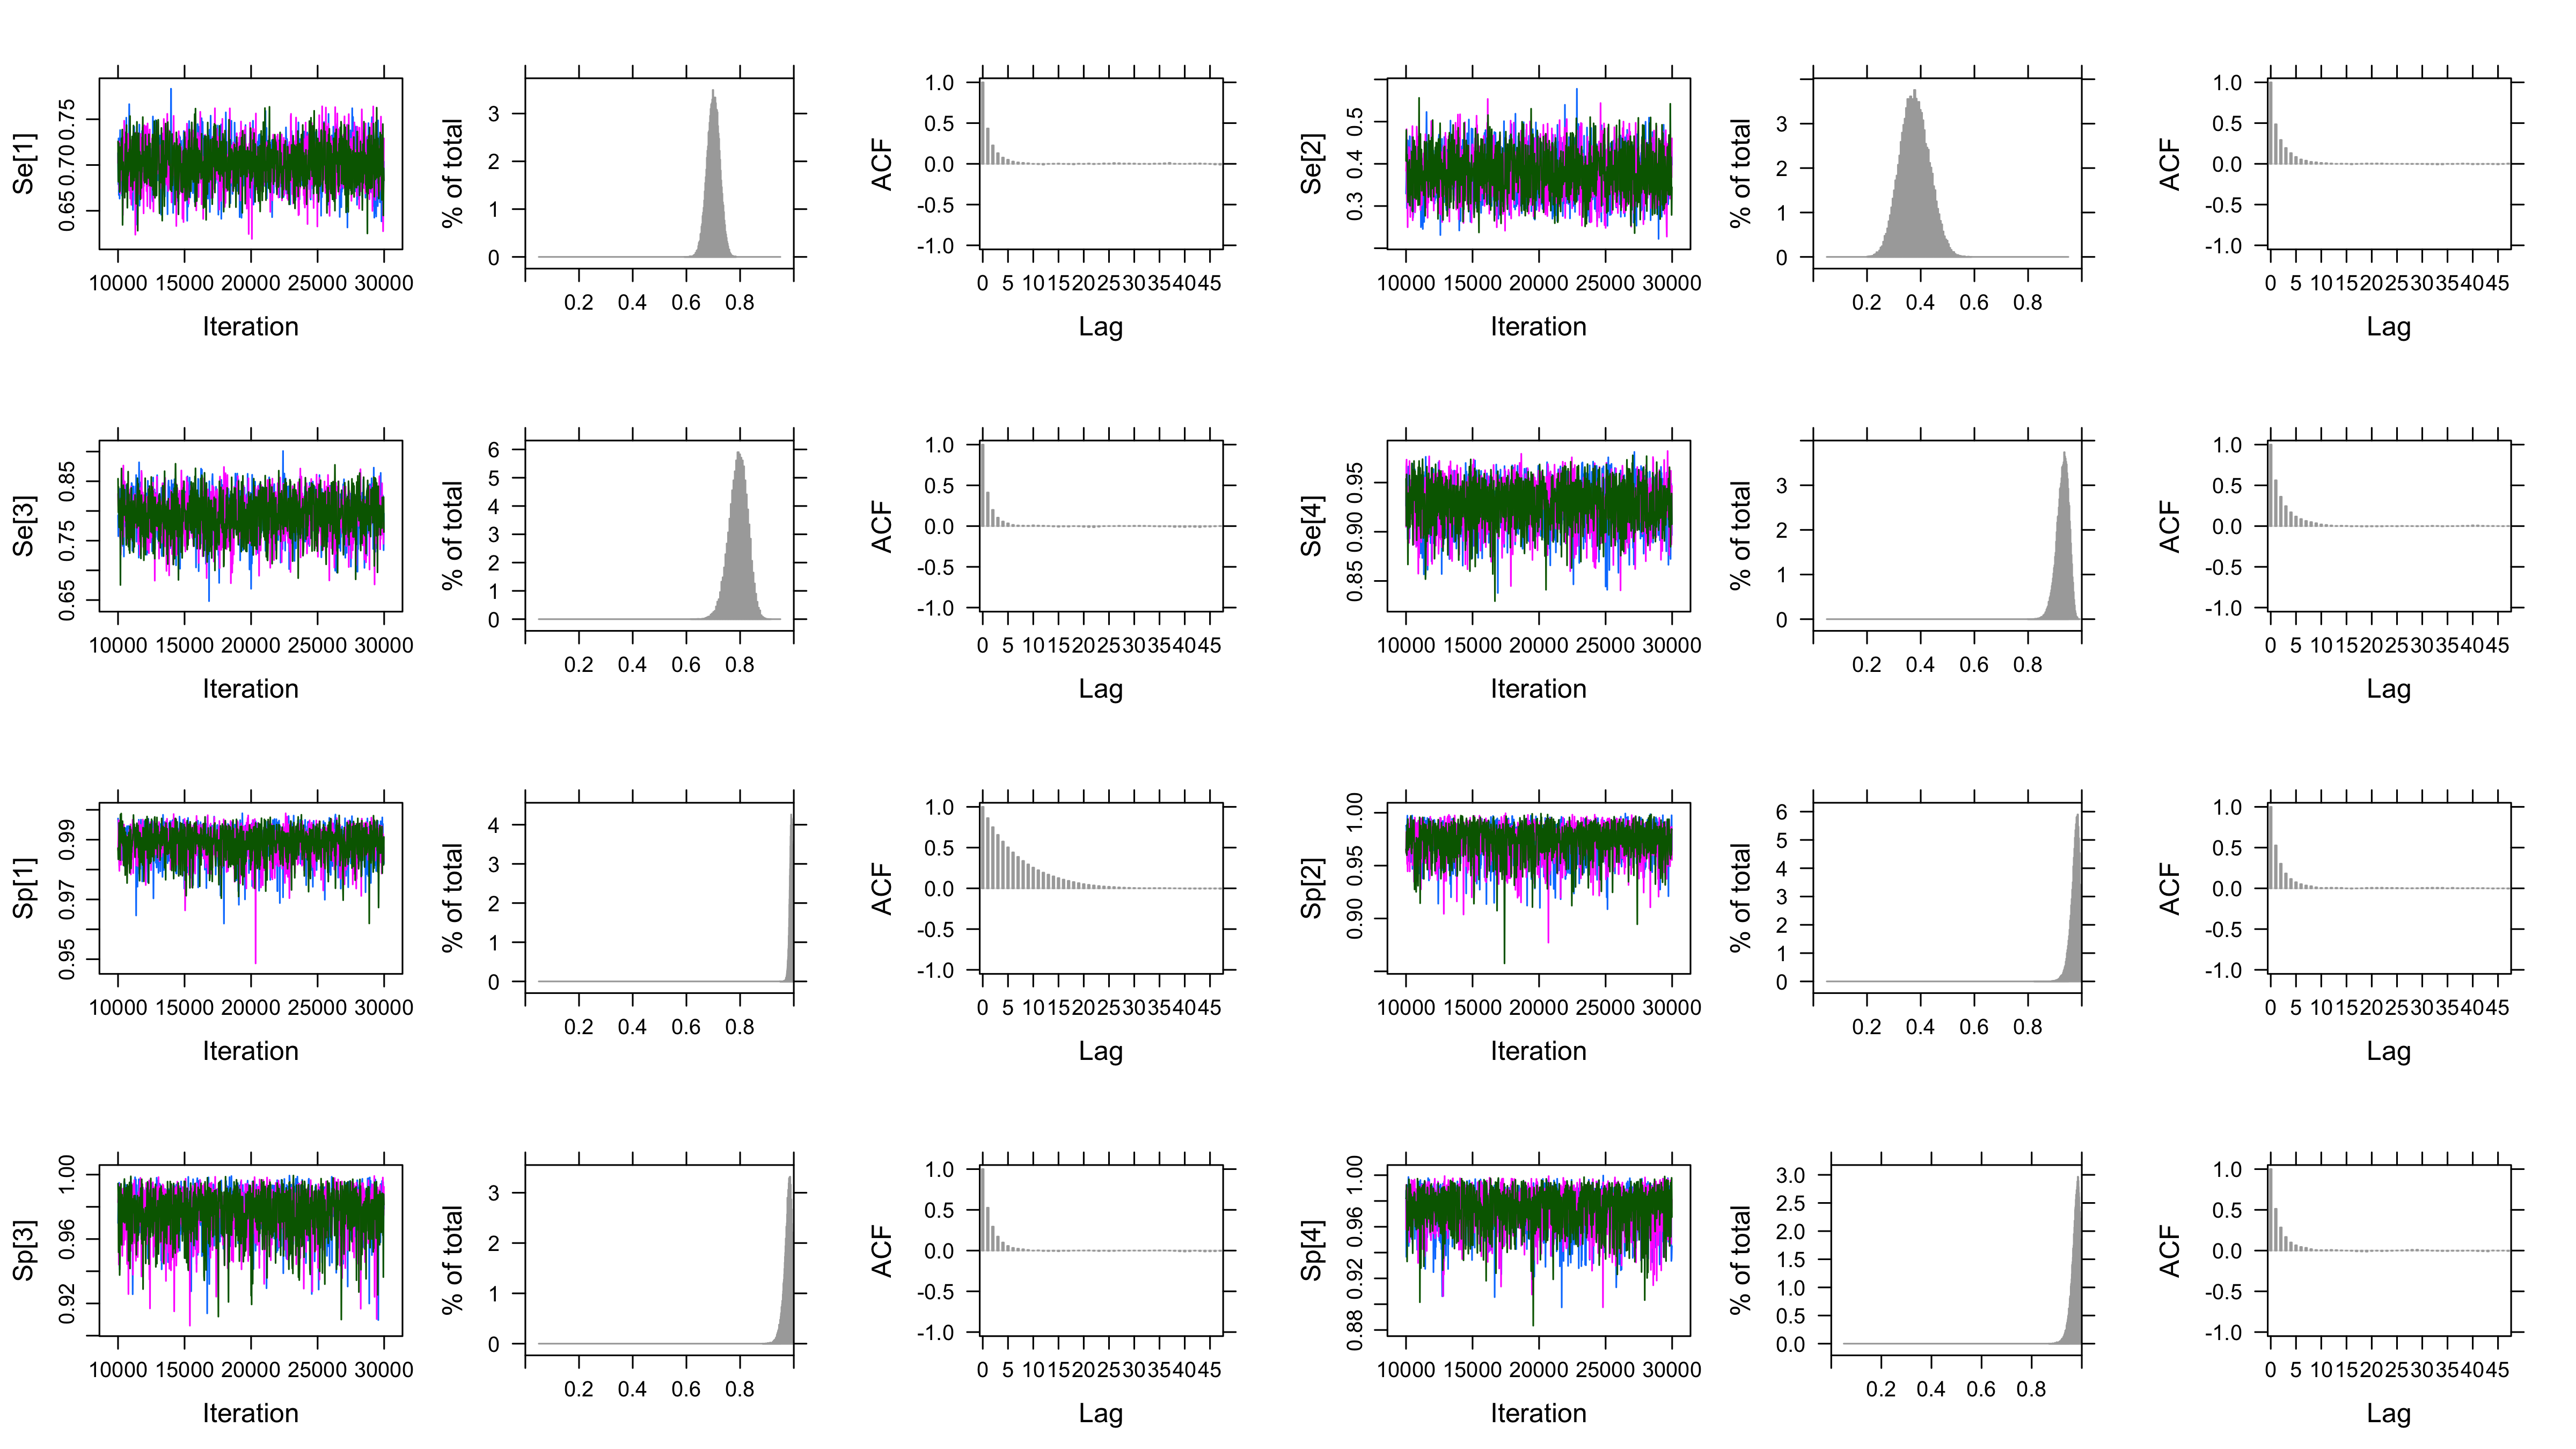 Se[1]
0.65 0.70 0.75
10000 15000 20000 25000 30000
Iteration
% of total
0 1 2 3
0.2 0.4 0.6 0.8
ACF
-1.0 -0.5 0.0 0.5 1.0
0 5 10 15 20 25 30 35 40 45
Lag
Se[2]
0.3 0.4 0.5
10000 15000 20000 25000 30000
Iteration
% of total
0 1 2 3
0.2 0.4 0.6 0.8
ACF
-1.0 -0.5 0.0 0.5 1.0
0 5 10 15 20 25 30 35 40 45
Lag
Se[3]
0.65 0.75 0.85
10000 15000 20000 25000 30000
Iteration
% of total
0 1 2 3 4 5 6
0.2 0.4 0.6 0.8
ACF
-1.0 -0.5 0.0 0.5 1.0
0 5 10 15 20 25 30 35 40 45
Lag
Se[4]
0.85 0.90 0.95
10000 15000 20000 25000 30000
Iteration
% of total
0 1 2 3
0.2 0.4 0.6 0.8
ACF
-1.0 -0.5 0.0 0.5 1.0
0 5 10 15 20 25 30 35 40 45
Lag
Sp[1]
0.95 0.97 0.99
10000 15000 20000 25000 30000
Iteration
% of total
0 1 2 3 4
0.2 0.4 0.6 0.8
ACF
-1.0 -0.5 0.0 0.5 1.0
0 5 10 15 20 25 30 35 40 45
Lag
Sp[2]
0.90 0.95 1.00
10000 15000 20000 25000 30000
Iteration
% of total
0 1 2 3 4 5 6
0.2 0.4 0.6 0.8
ACF
-1.0 -0.5 0.0 0.5 1.0
0 5 10 15 20 25 30 35 40 45
Lag
Sp[3]
0.92 0.96 1.00
10000 15000 20000 25000 30000
Iteration
% of total
0 1 2 3
0.2 0.4 0.6 0.8
ACF
-1.0 -0.5 0.0 0.5 1.0
0 5 10 15 20 25 30 35 40 45
Lag
Sp[4]
0.88 0.92 0.96 1.00
10000 15000 20000 25000 30000
Iteration
% of total
0.0 0.5 1.0 1.5 2.0 2.5 3.0
0.2 0.4 0.6 0.8
ACF
-1.0 -0.5 0.0 0.5 1.0
0 5 10 15 20 25 30 35 40 45
Lag